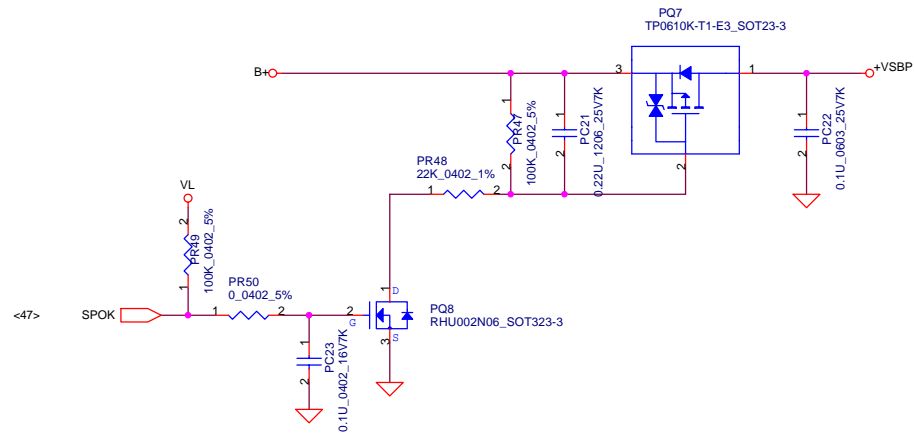 PQ7
TP0610K-T1-E3_SOT23-3
B+
3
1
+VSBP
1
2
PR47
100K_0402_5%
1
2
PC21
0.22U_1206_25V7K
2
1
2
PC22
0.1U_0603_25V7K
PR48
22K_0402_1%
1
2
VL
2
1
PR49
100K_0402_5%
PR50
0_0402_5%
<47>
SPOK
1
2
2
G
1
D
3
S
PQ8
RHU002N06_SOT323-3
1
2
PC23
0.1U_0402_16V7K